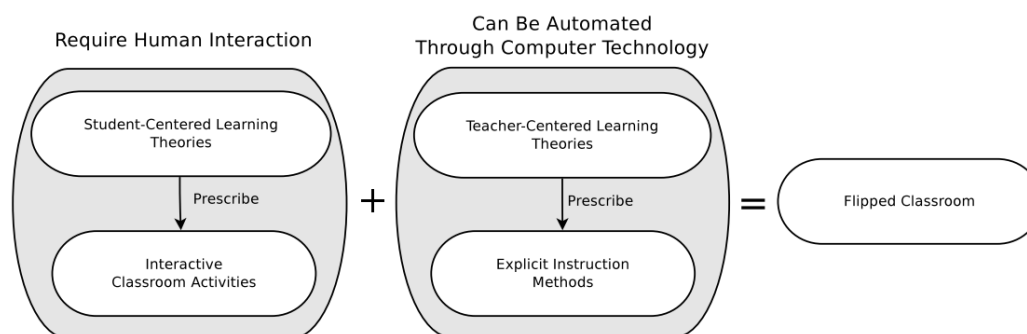 Require Human Interaction
Can Be Automated
Through Computer Technology
Student-Centered Learning
Theories
Prescribe
Interactive
Classroom Activities
+
Teacher-Centered Learning
Theories
Prescribe
Explicit Instruction
Methods
=
Flipped Classroom